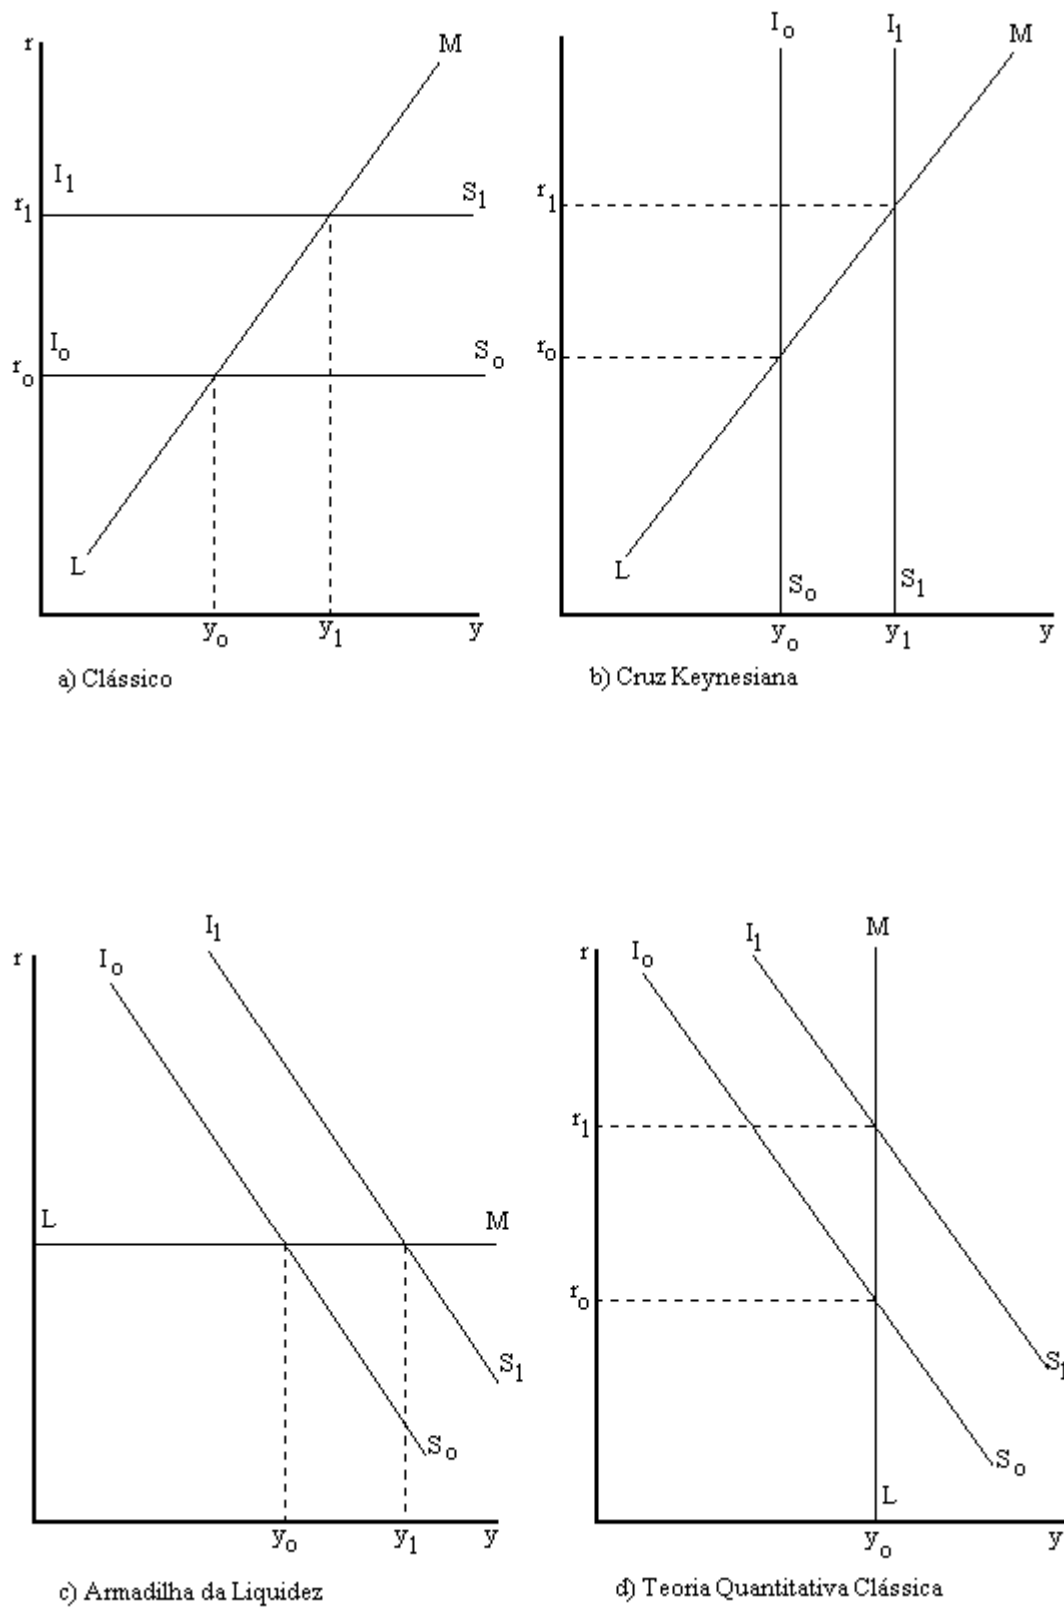 I₀ I₁
r M M
I₁ S₁
r₁ r₁
I₀ S₀
r₀ r₀
L L S₀ S₁
y₀ y₁ y y₀ y₁ y
a) Clássico b) Cruz Keynesiana
I₁ I₁ M
r I₀ r I₀
r₁
L M
r₀
S₁ S₁
S₀ S₀
L
y₀ y₁ y y₀ y
c) Armadilha da Liquidez d) Teoria Quantitativa Clássica